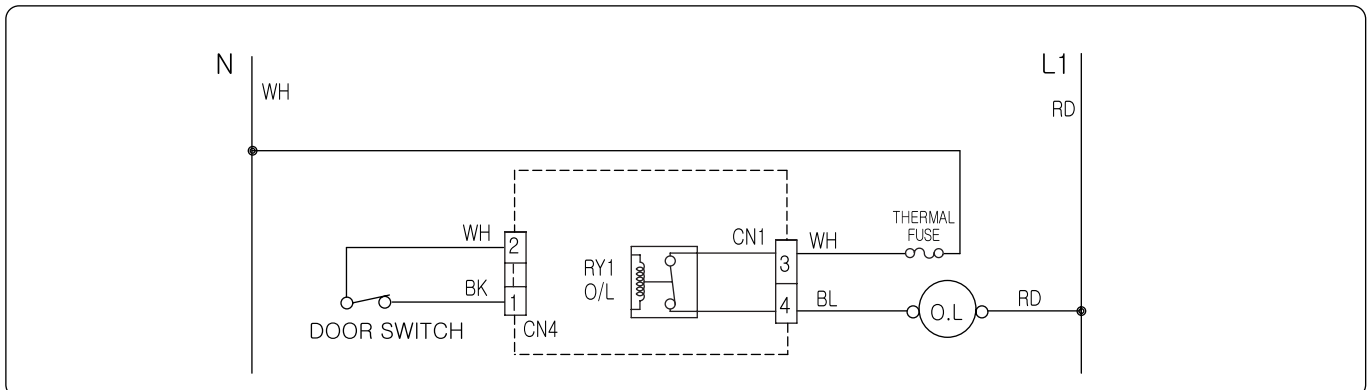 N
L1
WH
RD
THERMAL
FUSE
WH
2
CN1
WH
3
RY1
O/L
BK
1
4
BL
O.L
RD
DOOR SWITCH
CN4